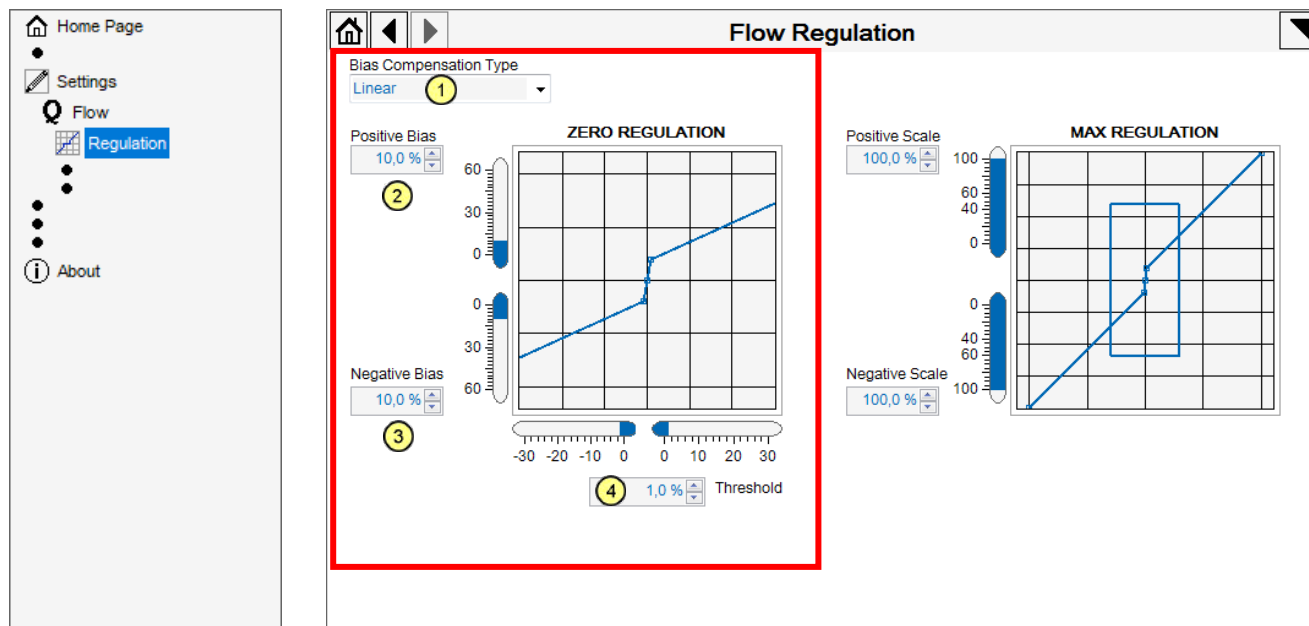 Home Page
Settings
Q Flow
Regulation
i About
Flow Regulation
Bias Compensation Type
Linear 1
Positive Bias
10,0 %
2
ZERO REGULATION
60
30
0
0
30
60
Negative Bias
10,0 %
3
-30 -20 -10 0 0 10 20 30
4 1,0 % Threshold
Positive Scale
100,0 %
MAX REGULATION
100
60
40
0
0
40
60
100
Negative Scale
100,0 %